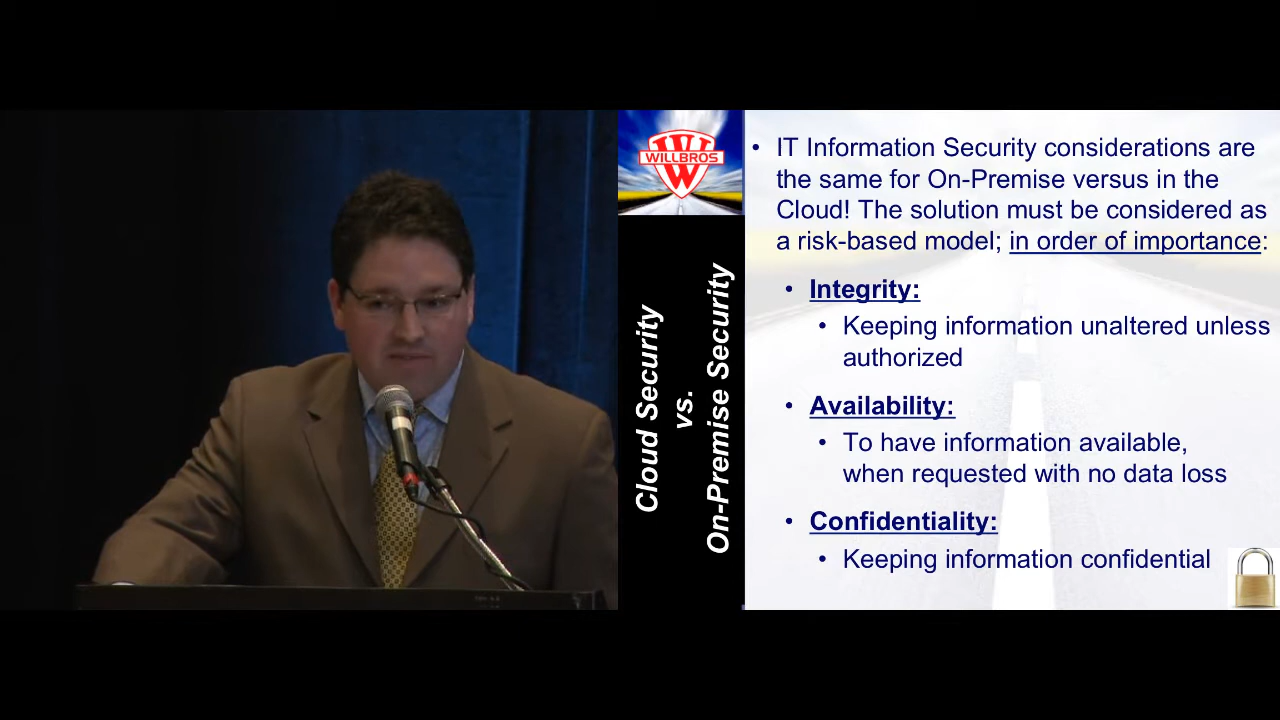 WILLBROS
Cloud Security
vs.
On-Premise Security
• IT Information Security considerations are
the same for On-Premise versus in the
Cloud! The solution must be considered as
a risk-based model; in order of importance:
• Integrity:
• Keeping information unaltered unless
authorized
• Availability:
• To have information available,
when requested with no data loss
• Confidentiality:
• Keeping information confidential